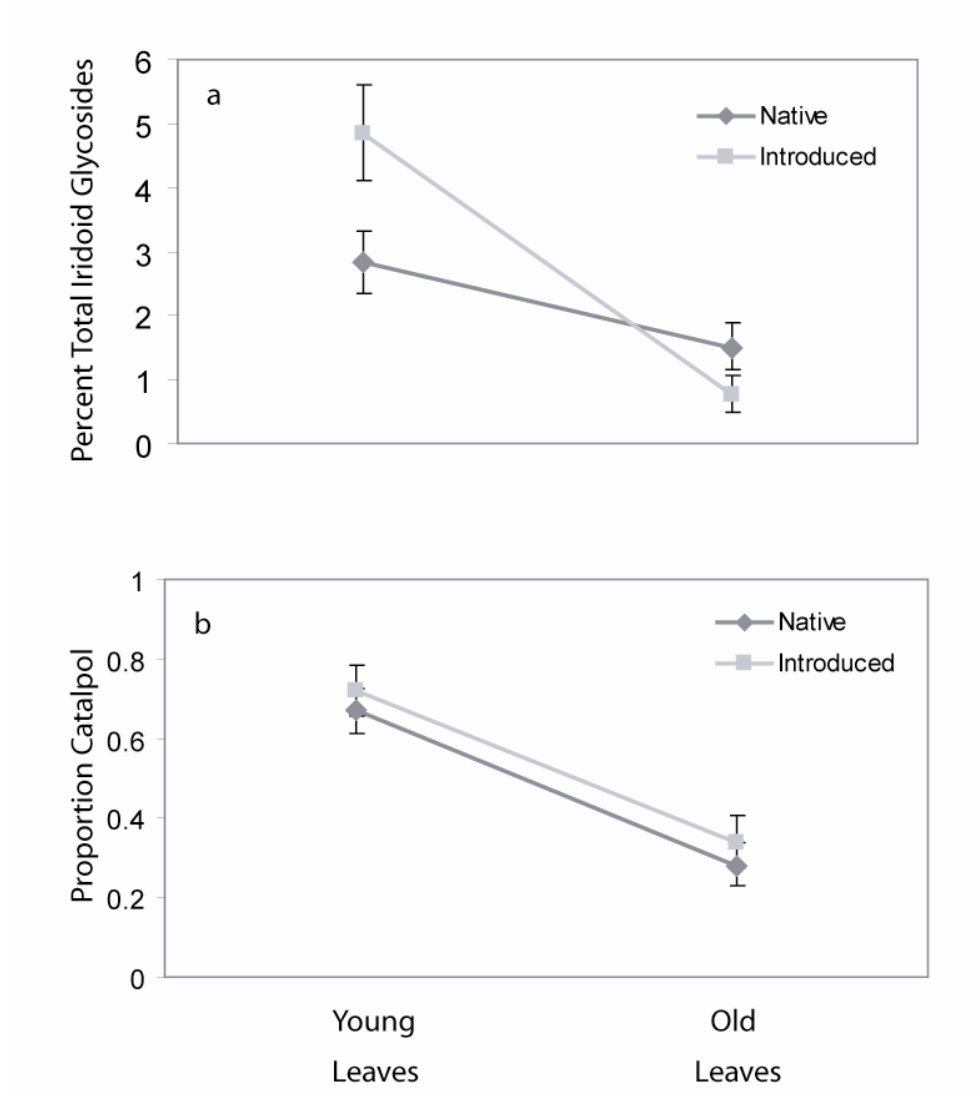 a
Percent Total Iridoid Glycosides
6
5
4
3
2
1
0
Native
Introduced
b
Proportion Catalpol
1
0.8
0.6
0.4
0.2
0
Native
Introduced
Young
Leaves
Old
Leaves